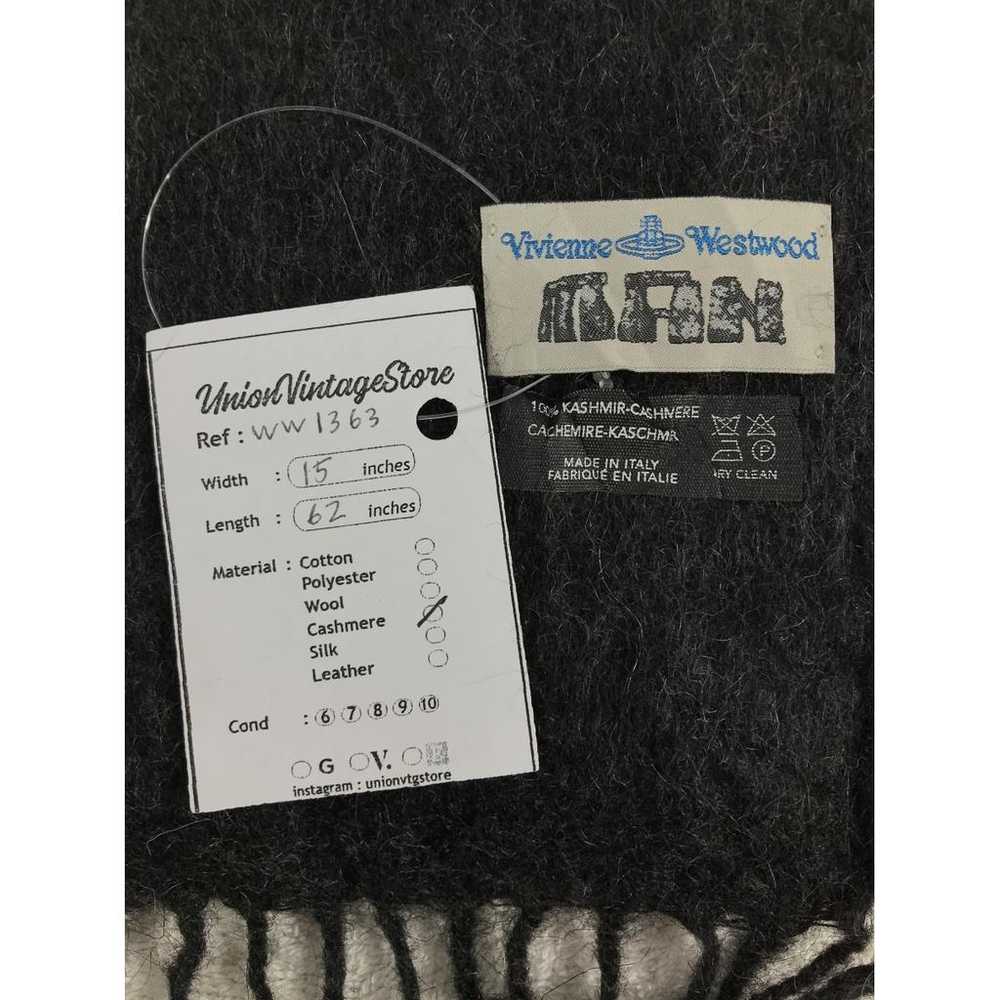 Vivienne Westwood
MAN
100% KASHMIR-CASHMERE
CACHEMIRE-KASCHMR
MADE IN ITALY
FABRIQUÉ EN ITALIE
DRY CLEAN
P
UnionVintageStore
Ref : WW1363
Width : 15 inches
Length : 62 inches
Material : Cotton
Polyester
Wool
Cashmere
Silk
Leather
Cond : 6 7 8 9 10
G V.
instagram : unionvtgstore